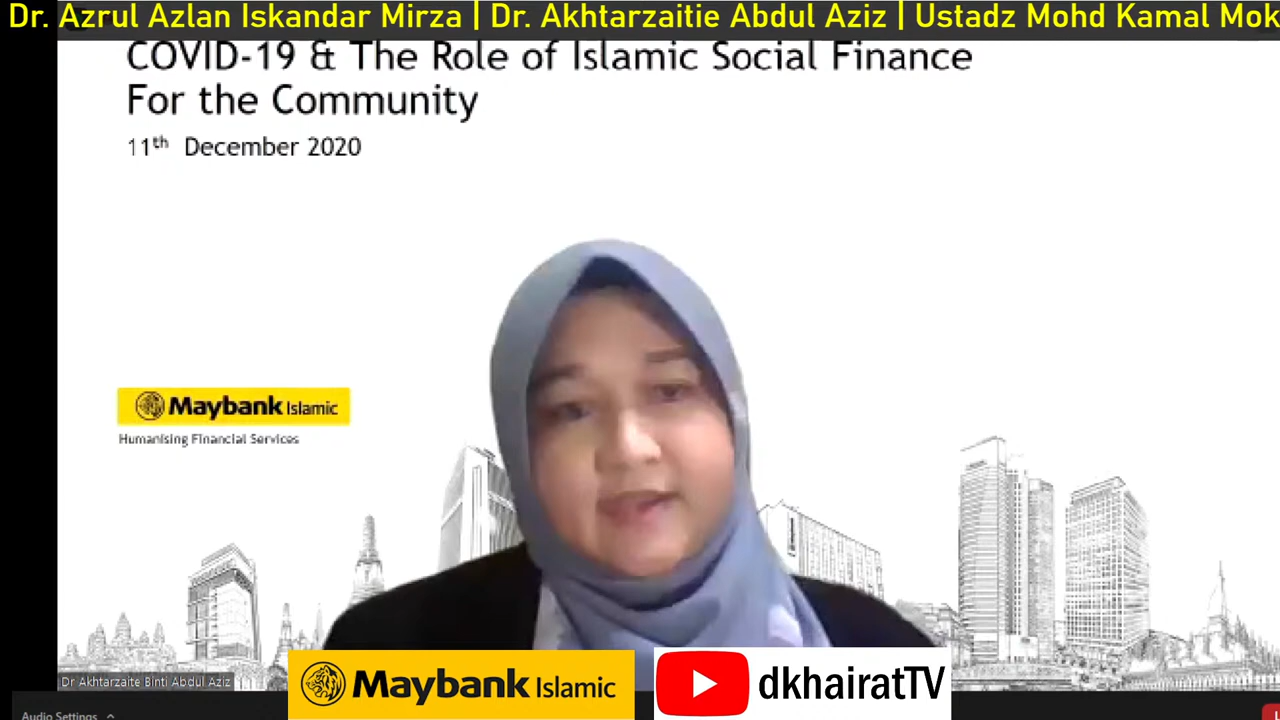 Dr. Azrul Azlan Iskandar Mirza | Dr. Akhtarzaitie Abdul Aziz | Ustadz Mohd Kamal Mok
COVID-19 & The Role of Islamic Social Finance
For the Community
11th December 2020
Maybank Islamic
Humanising Financial Services
Dr Akhtarzaite Binti Abdul Aziz
Maybank Islamic
dkhairatTV
Audio Settings